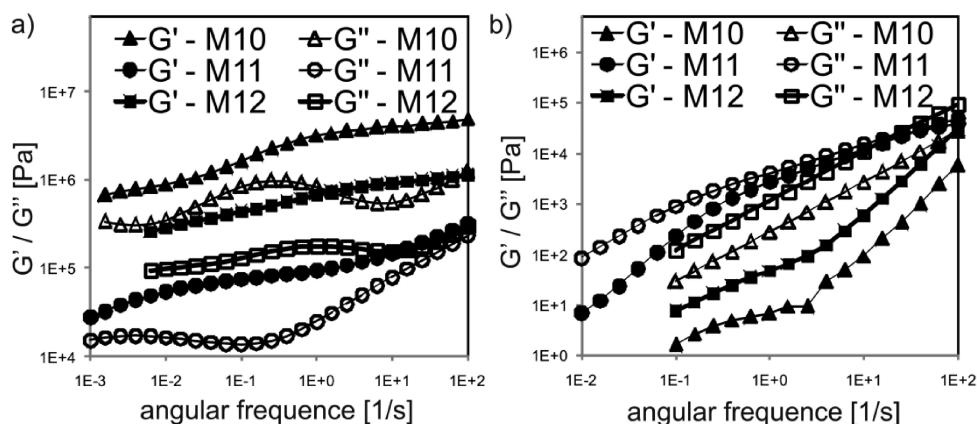 a)
G' - M10 G" - M10
G' - M11 G" - M11
G' - M12 G" - M12
G' / G" [Pa]
1E+7
1E+6
1E+5
1E+4
1E-3 1E-2 1E-1 1E+0 1E+1 1E+2
angular frequence [1/s]
b)
G' - M10 G" - M10
G' - M11 G" - M11
G' - M12 G" - M12
G' / G" [Pa]
1E+6
1E+5
1E+4
1E+3
1E+2
1E+1
1E+0
1E-2 1E-1 1E+0 1E+1 1E+2
angular frequence [1/s]